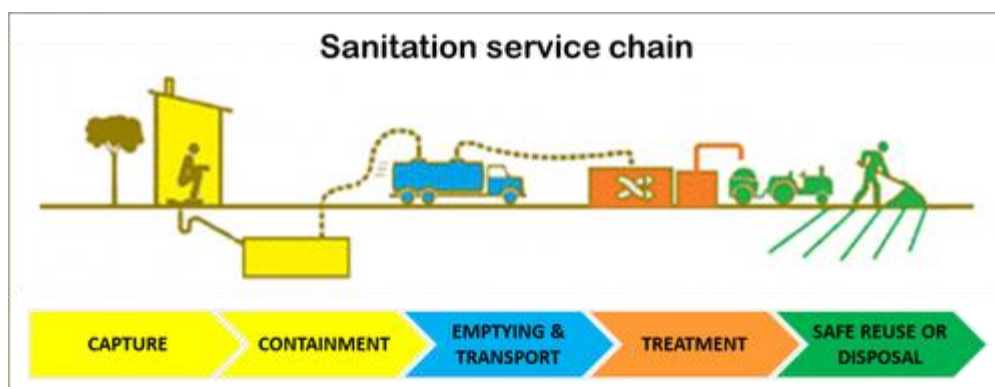 Sanitation service chain
CAPTURE
CONTAINMENT
EMPTYING &
TRANSPORT
TREATMENT
SAFE REUSE OR
DISPOSAL